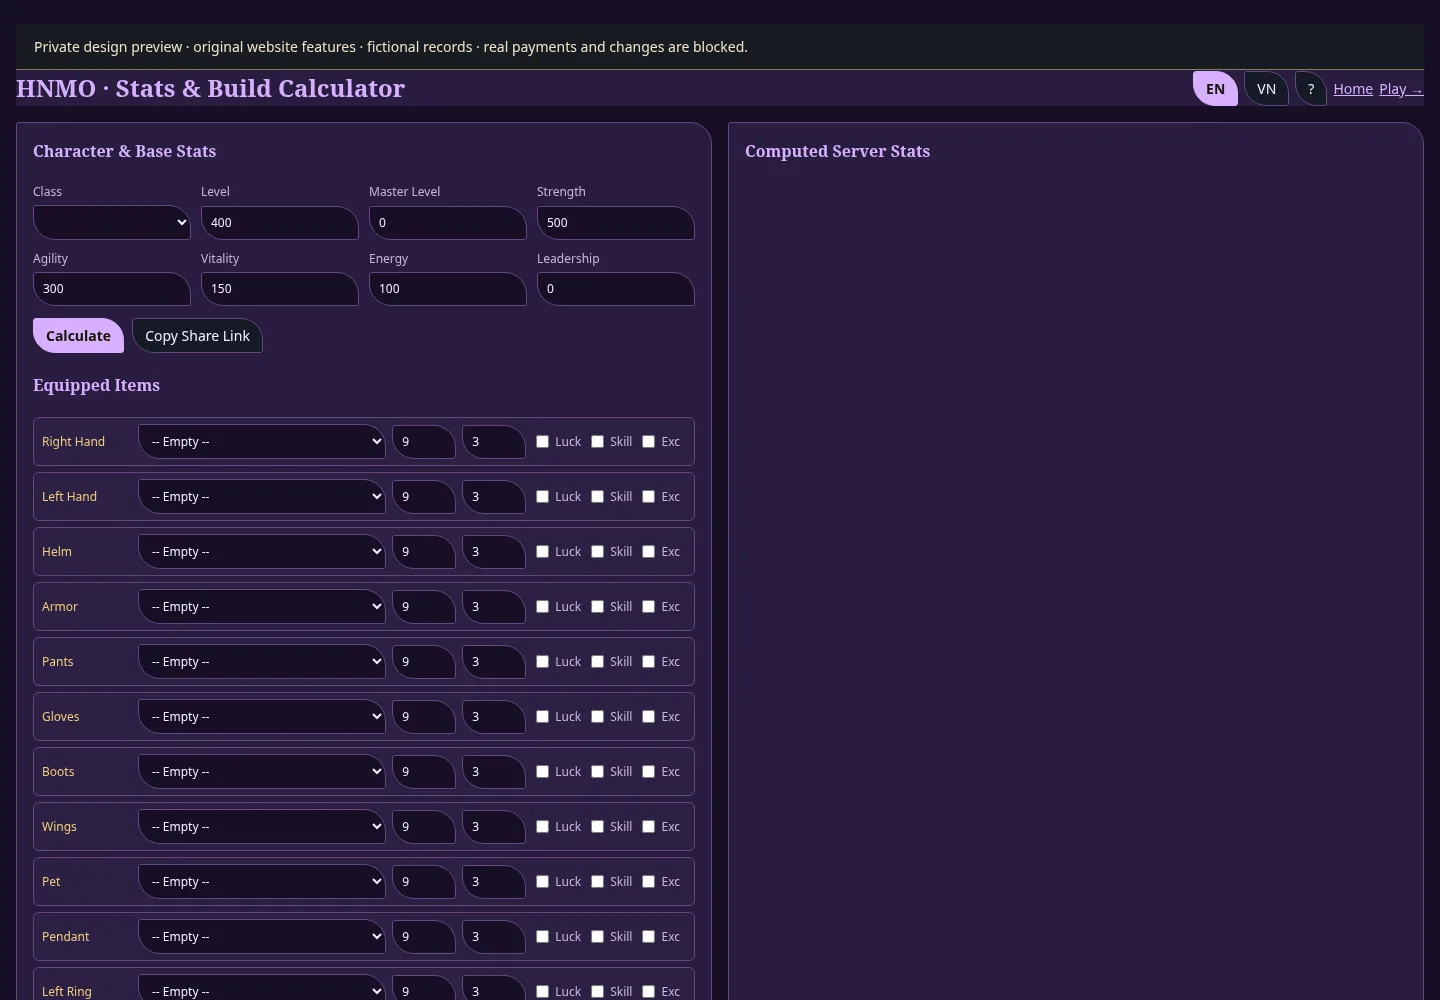 Private design preview · original website features · fictional records · real payments and changes are blocked.
HNMO · Stats & Build Calculator
EN VN ? Home Play →
Character & Base Stats
Class Level Master Level Strength
400 0 500
Agility Vitality Energy Leadership
300 150 100 0
Calculate Copy Share Link
Equipped Items
Right Hand -- Empty -- 9 3 Luck Skill Exc
Left Hand -- Empty -- 9 3 Luck Skill Exc
Helm -- Empty -- 9 3 Luck Skill Exc
Armor -- Empty -- 9 3 Luck Skill Exc
Pants -- Empty -- 9 3 Luck Skill Exc
Gloves -- Empty -- 9 3 Luck Skill Exc
Boots -- Empty -- 9 3 Luck Skill Exc
Wings -- Empty -- 9 3 Luck Skill Exc
Pet -- Empty -- 9 3 Luck Skill Exc
Pendant -- Empty -- 9 3 Luck Skill Exc
Left Ring -- Empty -- 9 3 Luck Skill Exc
Computed Server Stats